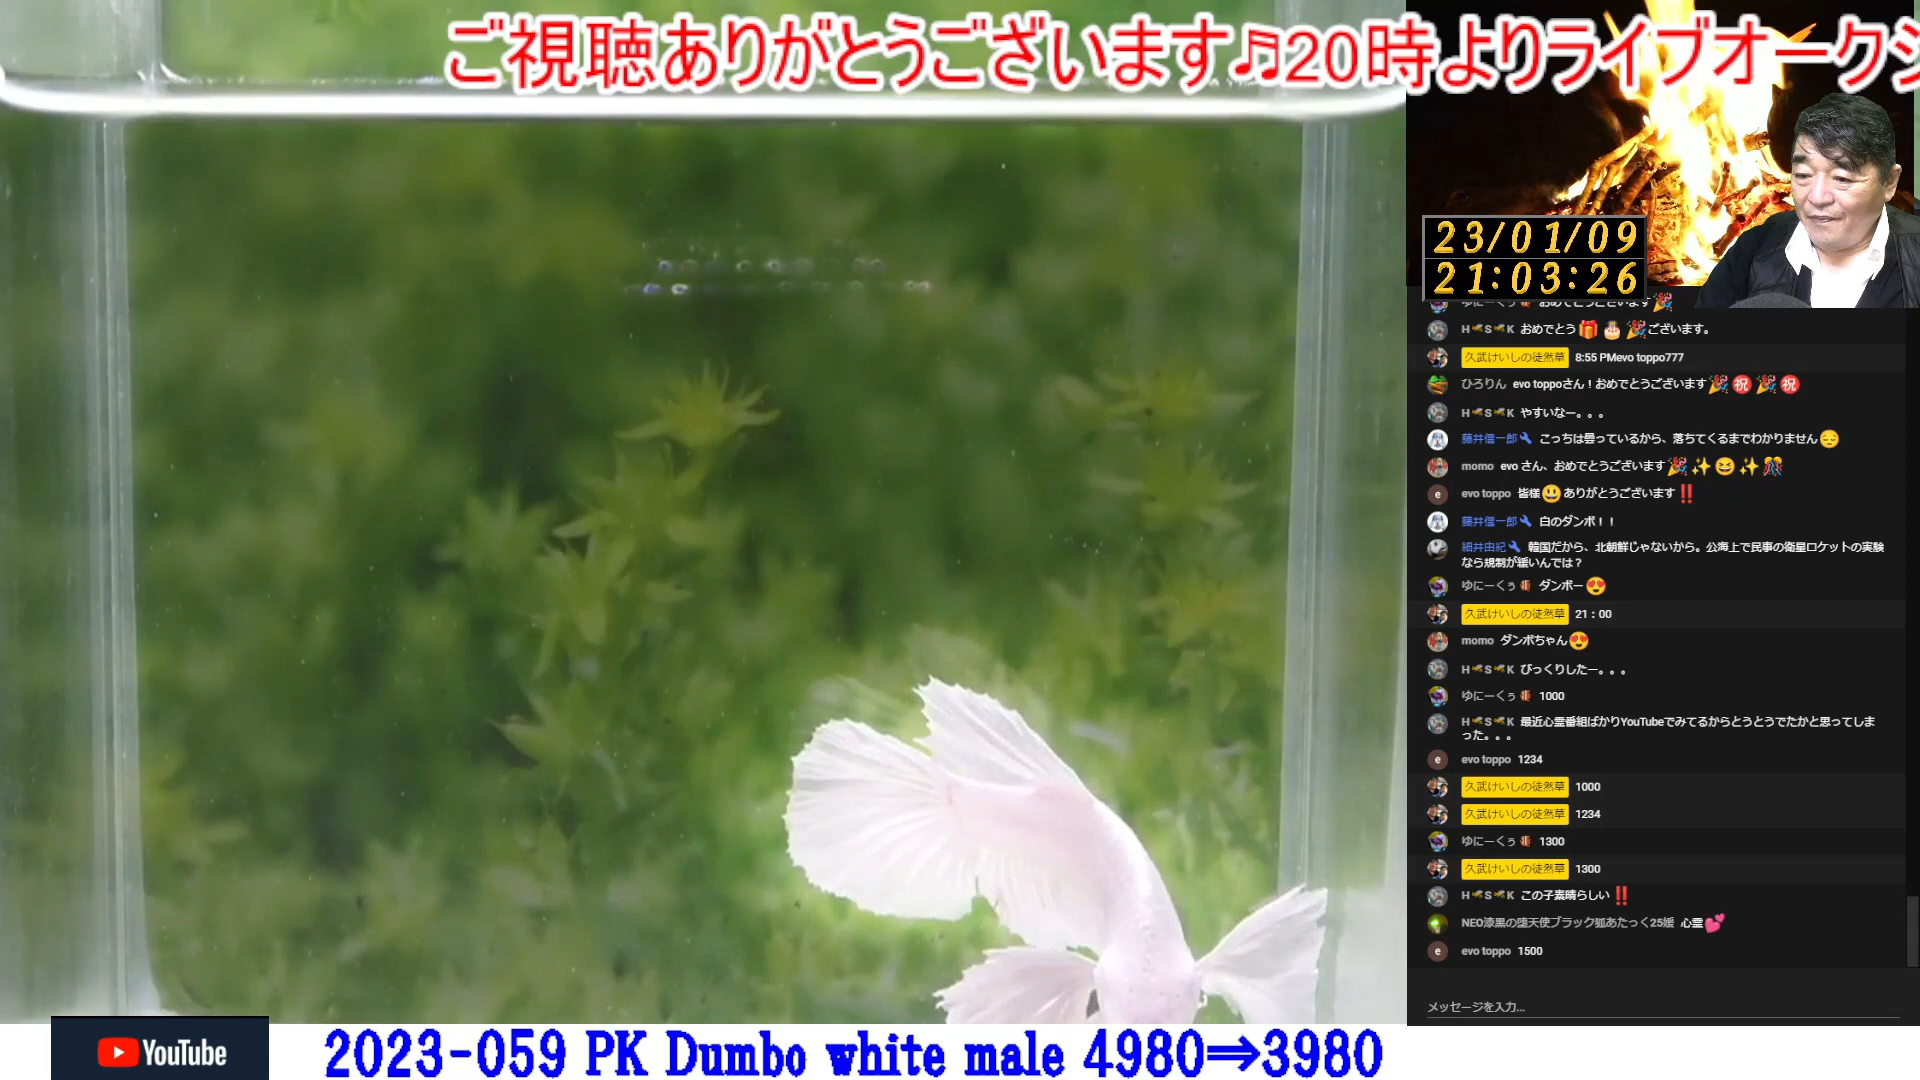 ご視聴ありがとうございます♫20時よりライブオークシ
23/01/09
21:03:26
ゆにーくぅ おめでとうございます🎉
H S K おめでとう🎁🎂🎉ございます。
久武けいしの徒然草 8:55 PMevo toppo777
ひろりん evo toppoさん！おめでとうございます🎉㊗🎉㊗
H S K やすいなー。。。
藤井信一郎 こっちは曇っているから、落ちてくるまでわかりません😔
momo evo さん、おめでとうございます🎉✨😆✨🎊
e evo toppo 皆様😃ありがとうございます‼
藤井信一郎 白のダンボ！！
細井由紀 韓国だから、北朝鮮じゃないから。公海上で民事の衛星ロケットの実験
なら規制が緩いんでは？
ゆにーくぅ ダンボー😍
久武けいしの徒然草 21：00
momo ダンボちゃん😍
H S K びっくりしたー。。。
ゆにーくぅ 1000
H S K 最近心霊番組ばかりYouTubeでみてるからとうとうでたかと思ってしま
った。。。
e evo toppo 1234
久武けいしの徒然草 1000
久武けいしの徒然草 1234
ゆにーくぅ 1300
久武けいしの徒然草 1300
H S K この子素晴らしい‼
NEO漆黒の堕天使ブラック狐あたっく25媛 心霊💕
e evo toppo 1500
メッセージを入力...
YouTube
2023-059 PK Dumbo white male 4980⇒3980